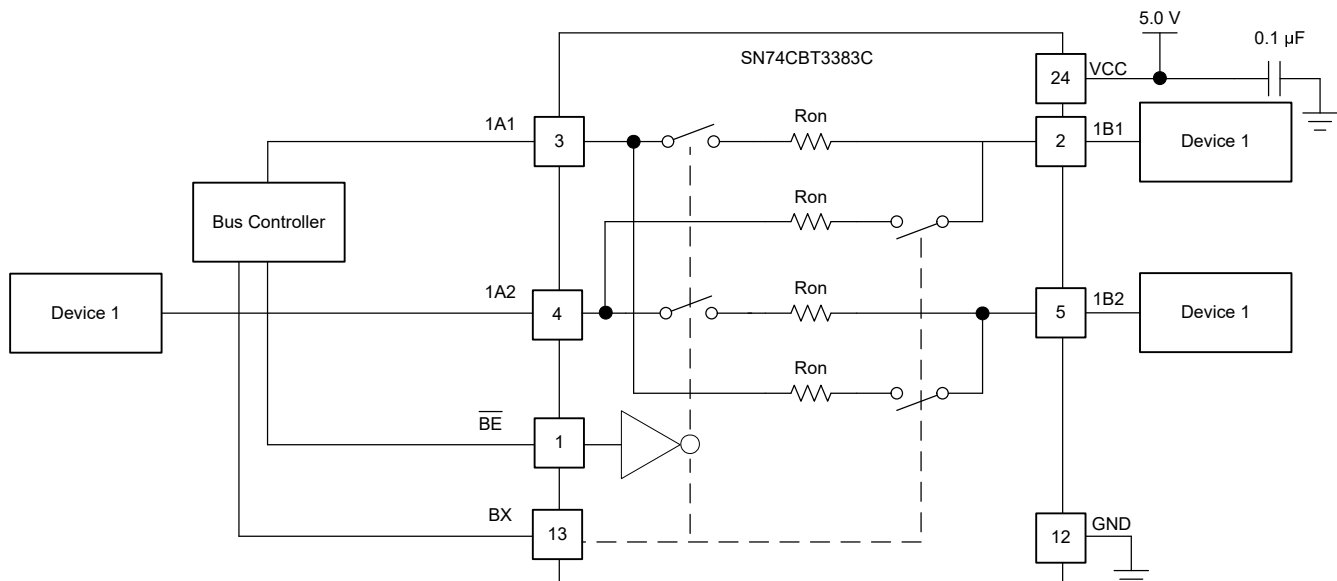 5.0 V
0.1 µF
SN74CBT3383C
24
VCC
1A1
3
Ron
2
1B1
Device 1
Bus Controller
Ron
Device 1
1A2
4
Ron
5
1B2
Device 1
Ron
BE
1
BX
13
12
GND